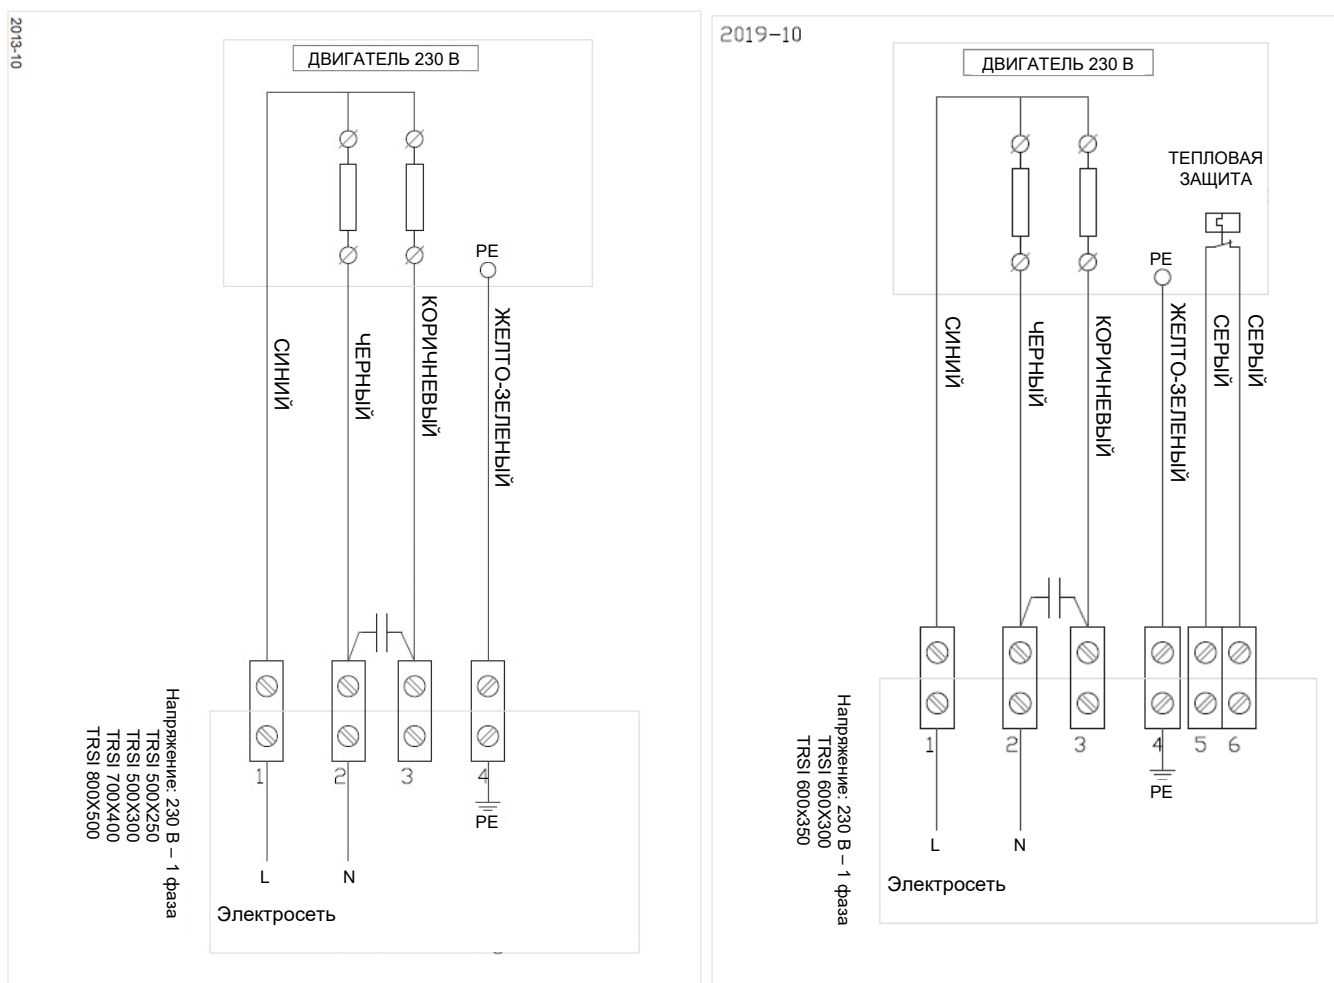 2013-10
ДВИГАТЕЛЬ 230 В
PE
СИНИЙ
ЧЕРНЫЙ
КОРИЧНЕВЫЙ
ЖЕЛТО-ЗЕЛЕНЫЙ
1
2
3
4
PE
L
N
Электросеть
Напряжение: 230 В – 1 фаза
TRSI 500X250
TRSI 500X300
TRSI 700X400
TRSI 800X500
2019-10
ДВИГАТЕЛЬ 230 В
ТЕПЛОВАЯ
ЗАЩИТА
PE
СИНИЙ
ЧЕРНЫЙ
КОРИЧНЕВЫЙ
ЖЕЛТО-ЗЕЛЕНЫЙ
СЕРЫЙ
СЕРЫЙ
1
2
3
4
5
6
PE
L
N
Электросеть
Напряжение: 230 В – 1 фаза
TRSI 600X300
TRSI 600x350